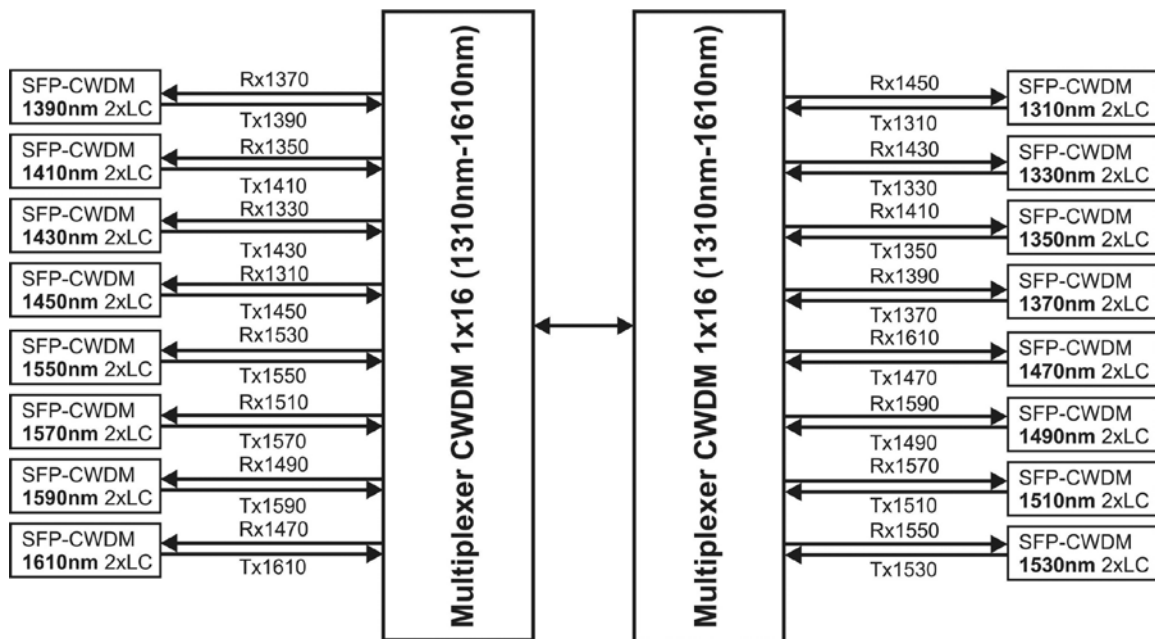 SFP-CWDM
1390nm 2xLC
Rx1370
Tx1390
SFP-CWDM
1410nm 2xLC
Rx1350
Tx1410
SFP-CWDM
1430nm 2xLC
Rx1330
Tx1430
SFP-CWDM
1450nm 2xLC
Rx1310
Tx1450
SFP-CWDM
1550nm 2xLC
Rx1530
Tx1550
SFP-CWDM
1570nm 2xLC
Rx1510
Tx1570
SFP-CWDM
1590nm 2xLC
Rx1490
Tx1590
SFP-CWDM
1610nm 2xLC
Rx1470
Tx1610
Multiplexer CWDM 1x16 (1310nm-1610nm)
Multiplexer CWDM 1x16 (1310nm-1610nm)
Rx1450
Tx1310
SFP-CWDM
1310nm 2xLC
Rx1430
Tx1330
SFP-CWDM
1330nm 2xLC
Rx1410
Tx1350
SFP-CWDM
1350nm 2xLC
Rx1390
Tx1370
SFP-CWDM
1370nm 2xLC
Rx1610
Tx1470
SFP-CWDM
1470nm 2xLC
Rx1590
Tx1490
SFP-CWDM
1490nm 2xLC
Rx1570
Tx1510
SFP-CWDM
1510nm 2xLC
Rx1550
Tx1530
SFP-CWDM
1530nm 2xLC